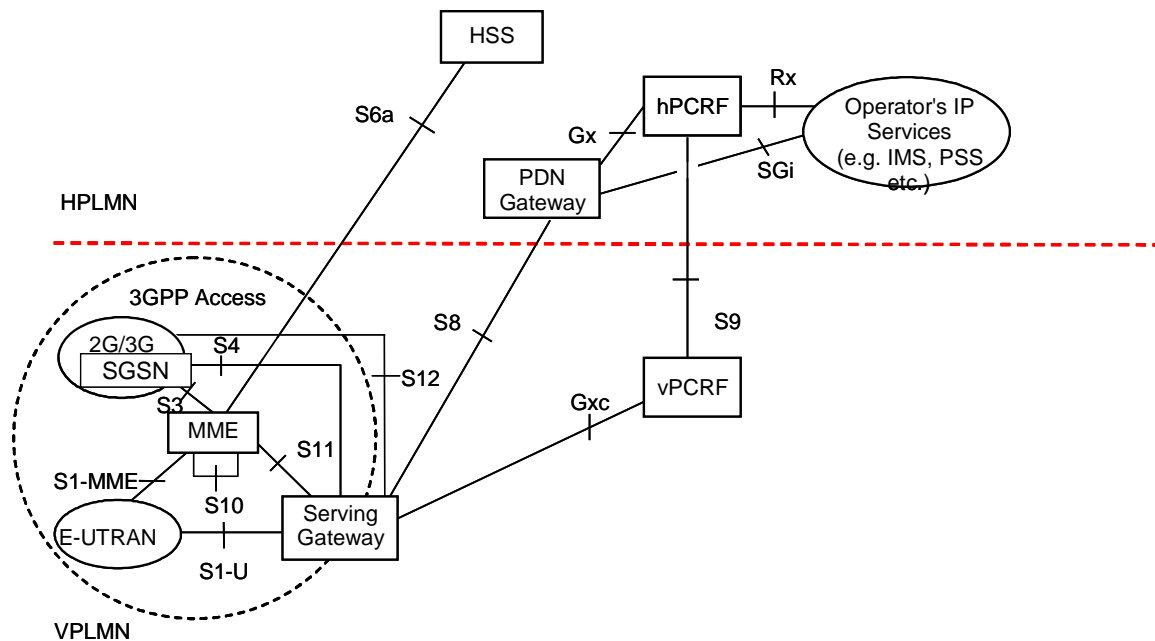 HSS
Rx
hPCRF
Operator's IP
Services
(e.g. IMS, PSS
etc.)
S6a
Gx
SGi
PDN
Gateway
HPLMN
3GPP Access
2G/3G
SGSN
S4
S8
S9
S12
S3
vPCRF
Gxc
MME
S11
S1-MME
S10
E-UTRAN
Serving
Gateway
S1-U
VPLMN